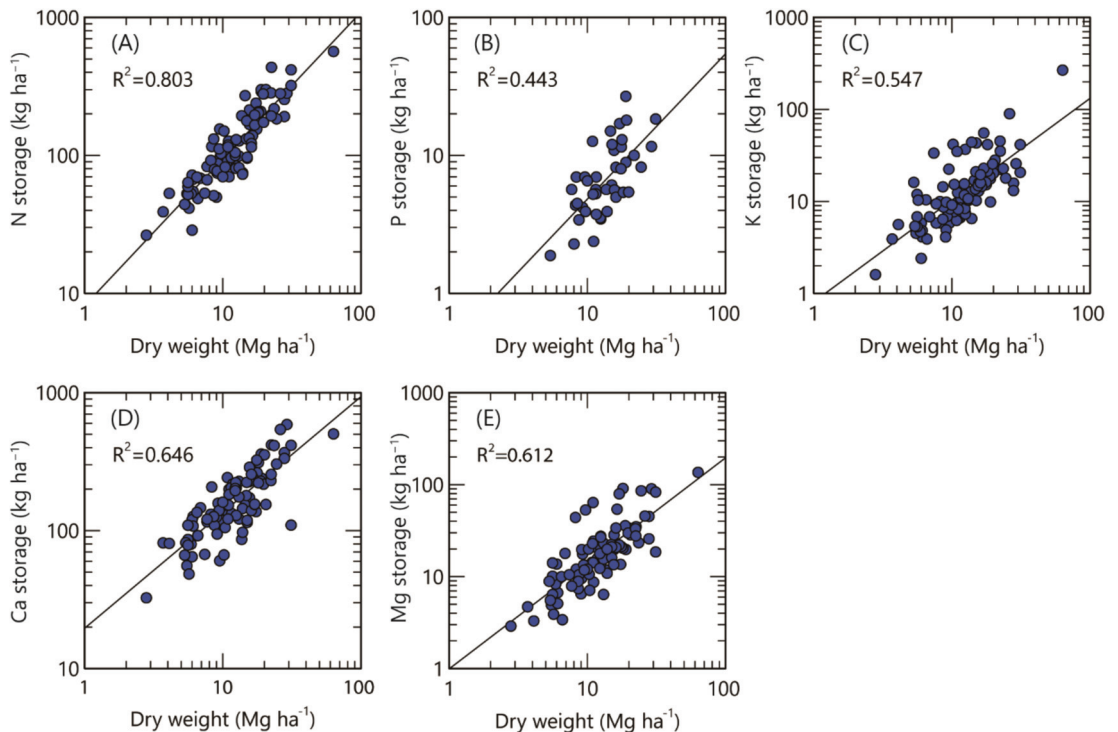 (A)
R²=0.803
N storage (kg ha⁻¹)
1000
100
10
1
10
100
Dry weight (Mg ha⁻¹)
(B)
R²=0.443
P storage (kg ha⁻¹)
100
10
1
1
10
100
Dry weight (Mg ha⁻¹)
(C)
R²=0.547
K storage (kg ha⁻¹)
1000
100
10
1
1
10
100
Dry weight (Mg ha⁻¹)
(D)
R²=0.646
Ca storage (kg ha⁻¹)
1000
100
10
1
10
100
Dry weight (Mg ha⁻¹)
(E)
R²=0.612
Mg storage (kg ha⁻¹)
1000
100
10
1
1
10
100
Dry weight (Mg ha⁻¹)